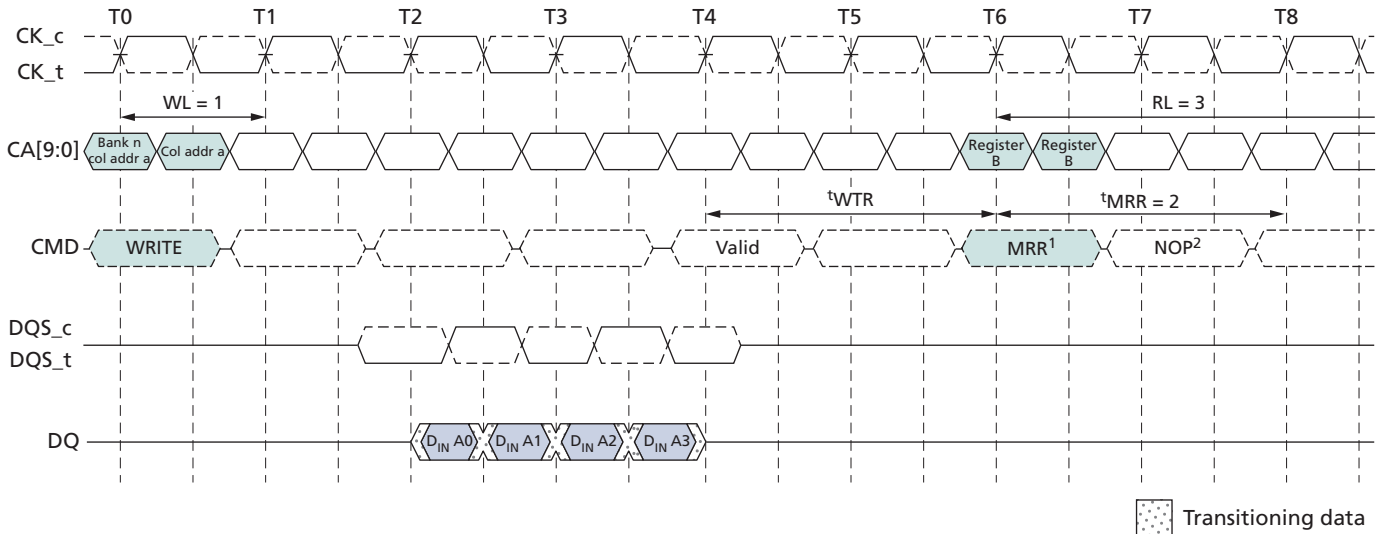 T0 T1 T2 T3 T4 T5 T6 T7 T8
CK_c
CK_t
WL = 1
RL = 3
CA[9:0]
Bank n
col addr a
Col addr a
Register
B
Register
B
tWTR
tMRR = 2
CMD
WRITE
Valid
MRR1
NOP2
DQS_c
DQS_t
DQ
DIN A0
DIN A1
DIN A2
DIN A3
Transitioning data